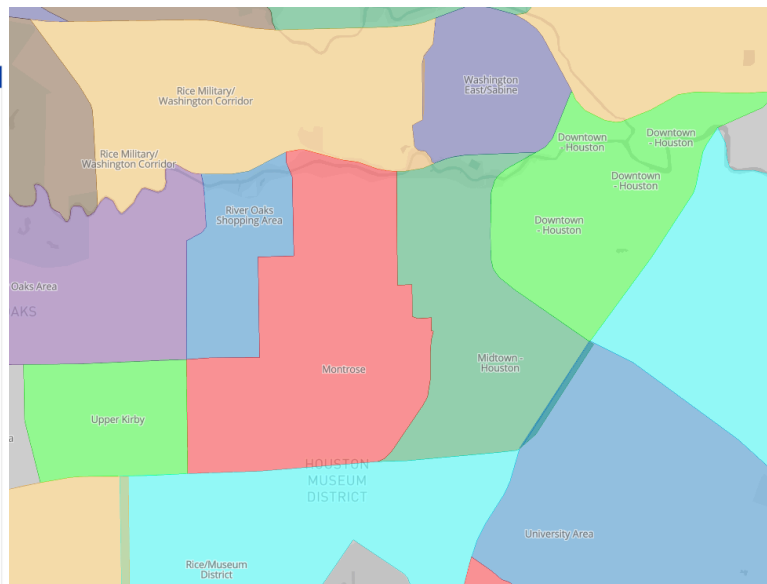 Rice Military/
Washington Corridor
Washington
East/Sabine
Rice Military/
Washington Corridor
Downtown
- Houston
Downtown
- Houston
Downtown
- Houston
River Oaks
Shopping Area
Downtown
- Houston
Oaks Area
OAKS
Montrose
Midtown -
Houston
Upper Kirby
a
HOUSTON
MUSEUM
DISTRICT
University Area
Rice/Museum
District